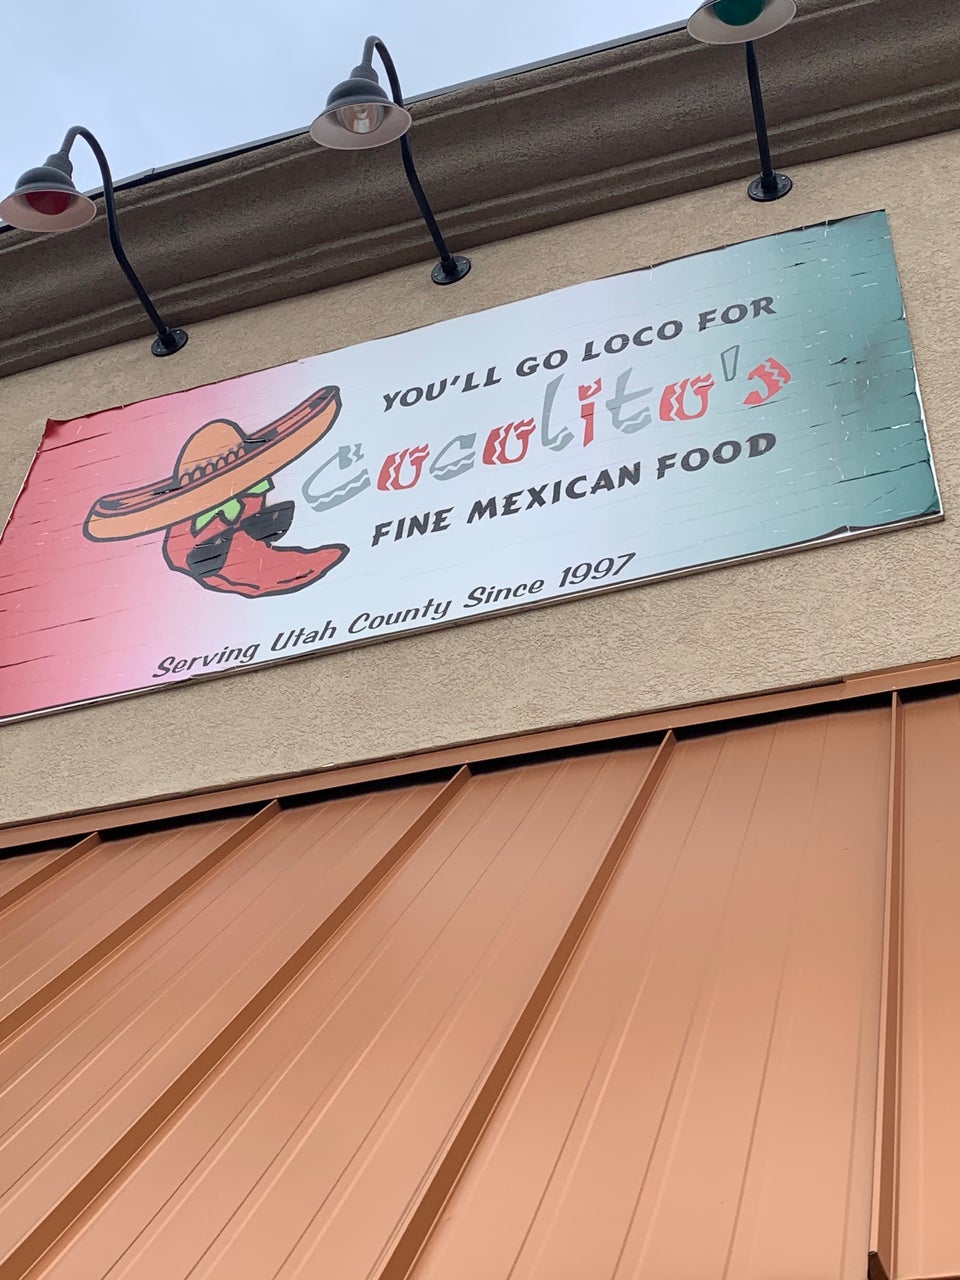 YOU'LL GO LOCO FOR
Cocolito's
FINE MEXICAN FOOD
Serving Utah County Since 1997